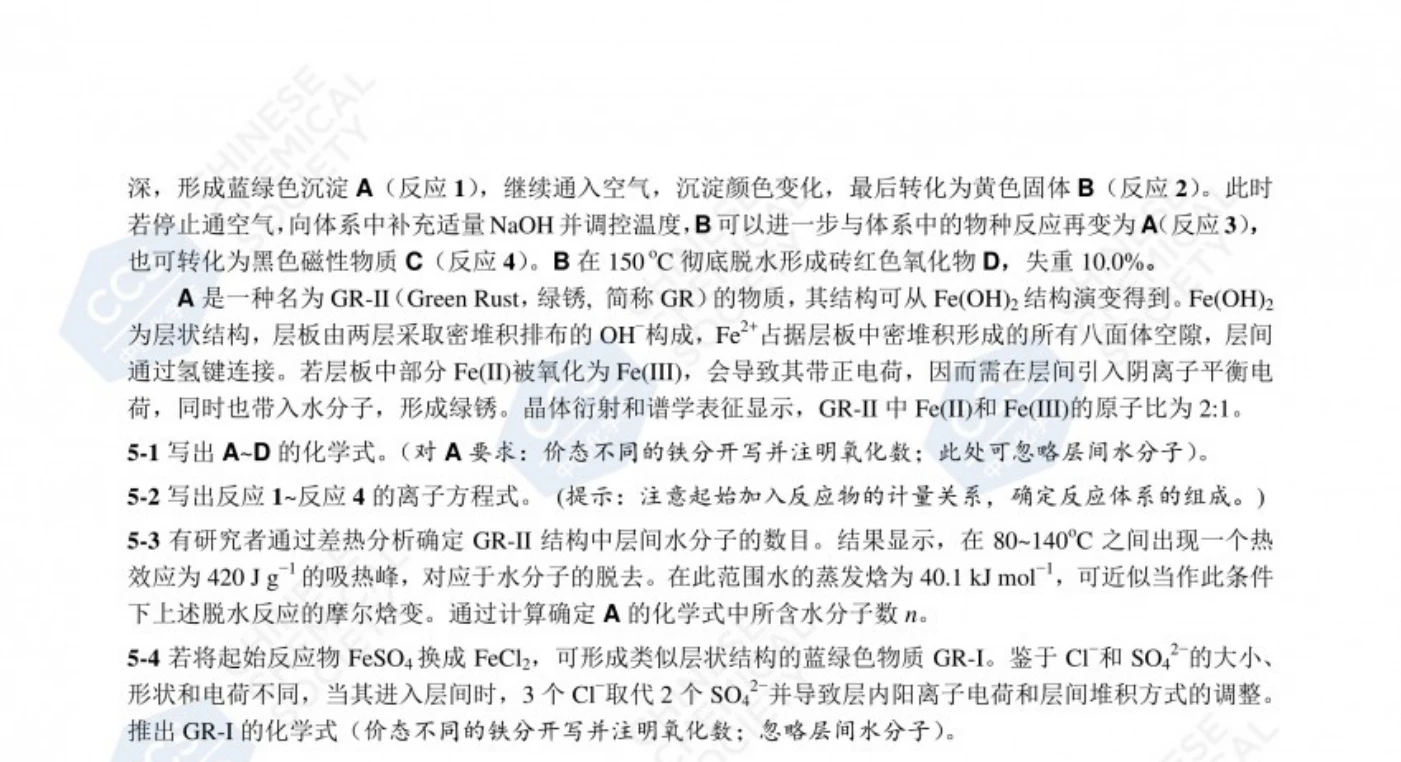 深，形成蓝绿色沉淀 A（反应 1），继续通入空气，沉淀颜色变化，最后转化为黄色固体 B（反应 2）。此时
若停止通空气，向体系中补充适量 NaOH 并调控温度，B 可以进一步与体系中的物种反应再变为 A（反应 3），
也可转化为黑色磁性物质 C（反应 4）。B 在 150 ℃ 彻底脱水形成砖红色氧化物 D，失重 10.0%。
A 是一种名为 GR-II（Green Rust，绿锈, 简称 GR）的物质，其结构可从 Fe(OH)₂ 结构演变得到。Fe(OH)₂
为层状结构，层板由两层采取密堆积排布的 OH⁻ 构成，Fe²⁺ 占据层板中密堆积形成的所有八面体空隙，层间
通过氢键连接。若层板中部分 Fe(II)被氧化为 Fe(III)，会导致其带正电荷，因而需在层间引入阴离子平衡电
荷，同时也带入水分子，形成绿锈。晶体衍射和谱学表征显示，GR-II 中 Fe(II)和 Fe(III)的原子比为 2:1。
5-1 写出 A~D 的化学式。（对 A 要求：价态不同的铁分开写并注明氧化数；此处可忽略层间水分子）。
5-2 写出反应 1~反应 4 的离子方程式。（提示：注意起始加入反应物的计量关系，确定反应体系的组成。）
5-3 有研究者通过差热分析确定 GR-II 结构中层间水分子的数目。结果显示，在 80~140℃ 之间出现一个热
效应为 420 J g⁻¹ 的吸热峰，对应于水分子的脱去。在此范围水的蒸发焓为 40.1 kJ mol⁻¹，可近似当作此条件
下上述脱水反应的摩尔焓变。通过计算确定 A 的化学式中所含水分子数 n。
5-4 若将起始反应物 FeSO₄ 换成 FeCl₂，可形成类似层状结构的蓝绿色物质 GR-I。鉴于 Cl⁻ 和 SO₄²⁻ 的大小、
形状和电荷不同，当其进入层间时，3 个 Cl⁻ 取代 2 个 SO₄²⁻ 并导致层内阳离子电荷和层间堆积方式的调整。
推出 GR-I 的化学式（价态不同的铁分开写并注明氧化数；忽略层间水分子）。
CCS
CHINESE
CHEMICAL
SOCIETY